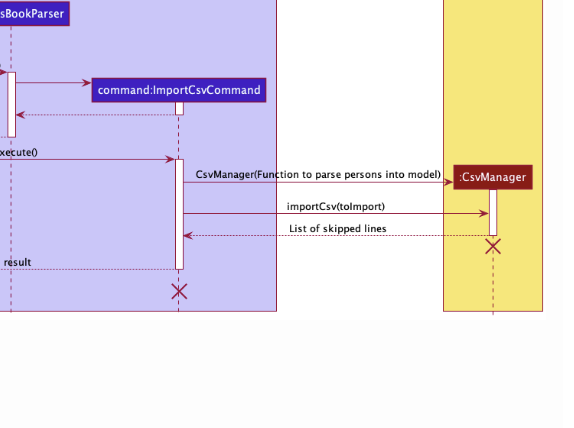 sBookParser
command:ImportCsvCommand
xecute()
CsvManager(Function to parse persons into model)
:CsvManager
importCsv(toImport)
List of skipped lines
result